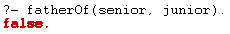 ?- fatherOf(senior, junior).
false.